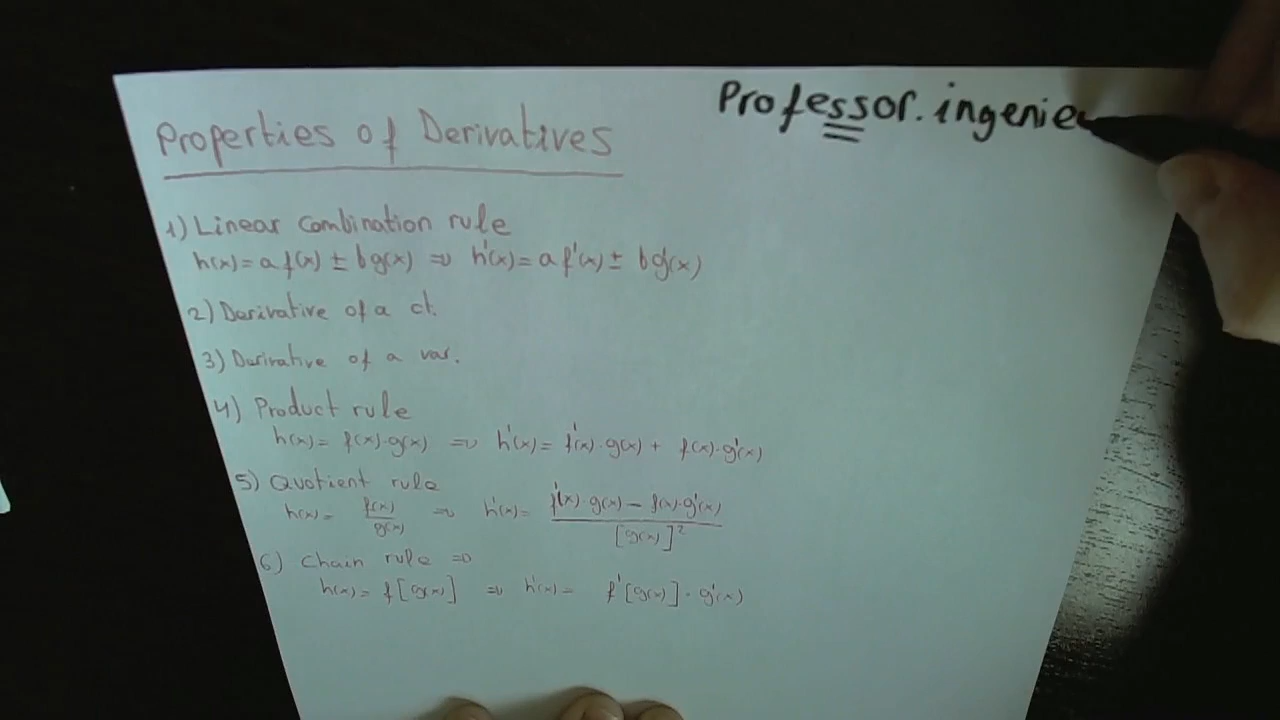 Professor.ingenieu
Properties of Derivatives
1) Linear combination rule
h(x) = a f(x) ± b g(x) ⇒ h'(x) = a f'(x) ± b g'(x)
2) Derivative of a ct.
3) Derivative of a var.
4) Product rule
h(x) = f(x)·g(x) ⇒ h'(x) = f'(x)·g(x) + f(x)·g'(x)
5) Quotient rule
h(x) = f(x)/g(x) ⇒ h'(x) = f'(x)·g(x) − f(x)·g'(x) / [g(x)]²
6) Chain rule ⇒
h(x) = f[g(x)] ⇒ h'(x) = f'[g(x)]·g'(x)